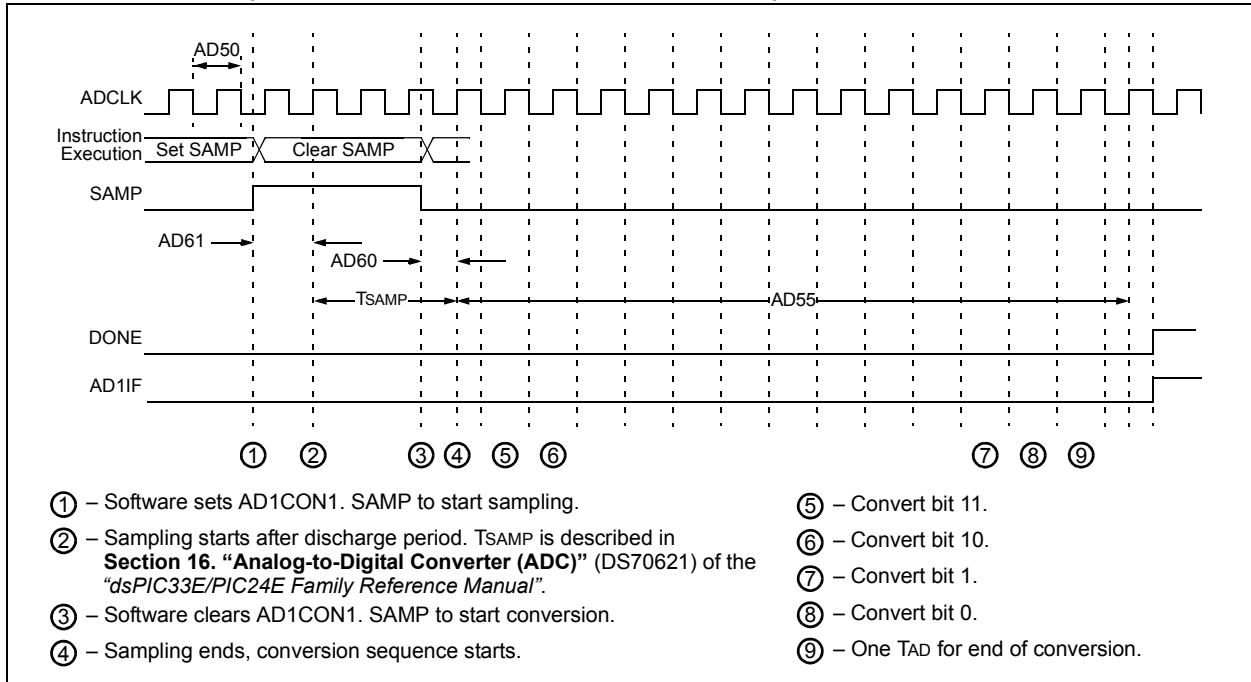 AD50
ADCLK
Instruction
Execution
Set SAMP
Clear SAMP
SAMP
AD61
AD60
TSAMP
AD55
DONE
AD1IF
1 2 3 4 5 6 7 8 9
1 – Software sets AD1CON1. SAMP to start sampling.
2 – Sampling starts after discharge period. TSAMP is described in
Section 16. “Analog-to-Digital Converter (ADC)” (DS70621) of the
“dsPIC33E/PIC24E Family Reference Manual”.
3 – Software clears AD1CON1. SAMP to start conversion.
4 – Sampling ends, conversion sequence starts.
5 – Convert bit 11.
6 – Convert bit 10.
7 – Convert bit 1.
8 – Convert bit 0.
9 – One TAD for end of conversion.